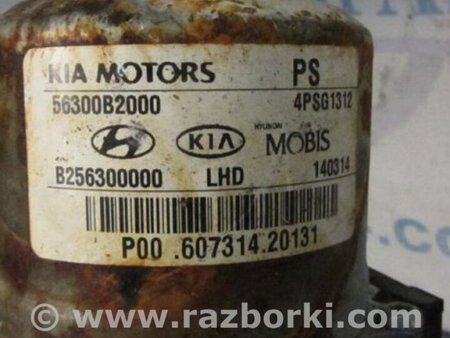 KIA MOTORS PS
56300B2000 4PSG1312
KIA HYUNDAI MOBIS
B256300000 LHD 140314
P00 .607314.20131
© www.razborki.com